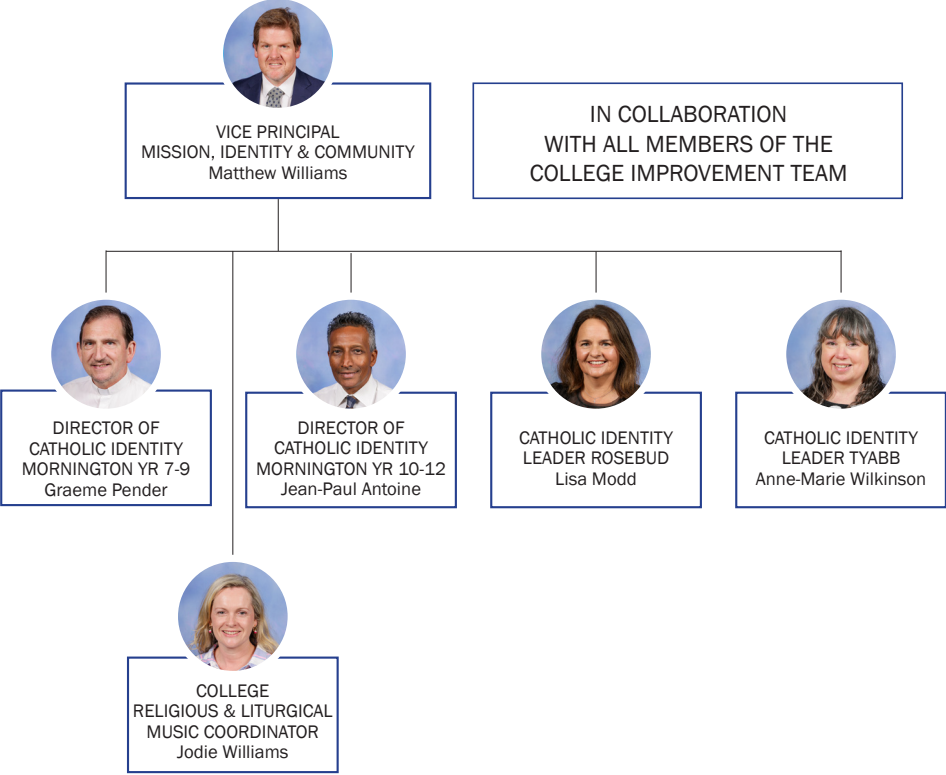 VICE PRINCIPAL
MISSION, IDENTITY & COMMUNITY
Matthew Williams
IN COLLABORATION
WITH ALL MEMBERS OF THE
COLLEGE IMPROVEMENT TEAM
DIRECTOR OF
CATHOLIC IDENTITY
MORNINGTON YR 7-9
Graeme Pender
DIRECTOR OF
CATHOLIC IDENTITY
MORNINGTON YR 10-12
Jean-Paul Antoine
CATHOLIC IDENTITY
LEADER ROSEBUD
Lisa Modd
CATHOLIC IDENTITY
LEADER TYABB
Anne-Marie Wilkinson
COLLEGE
RELIGIOUS & LITURGICAL
MUSIC COORDINATOR
Jodie Williams